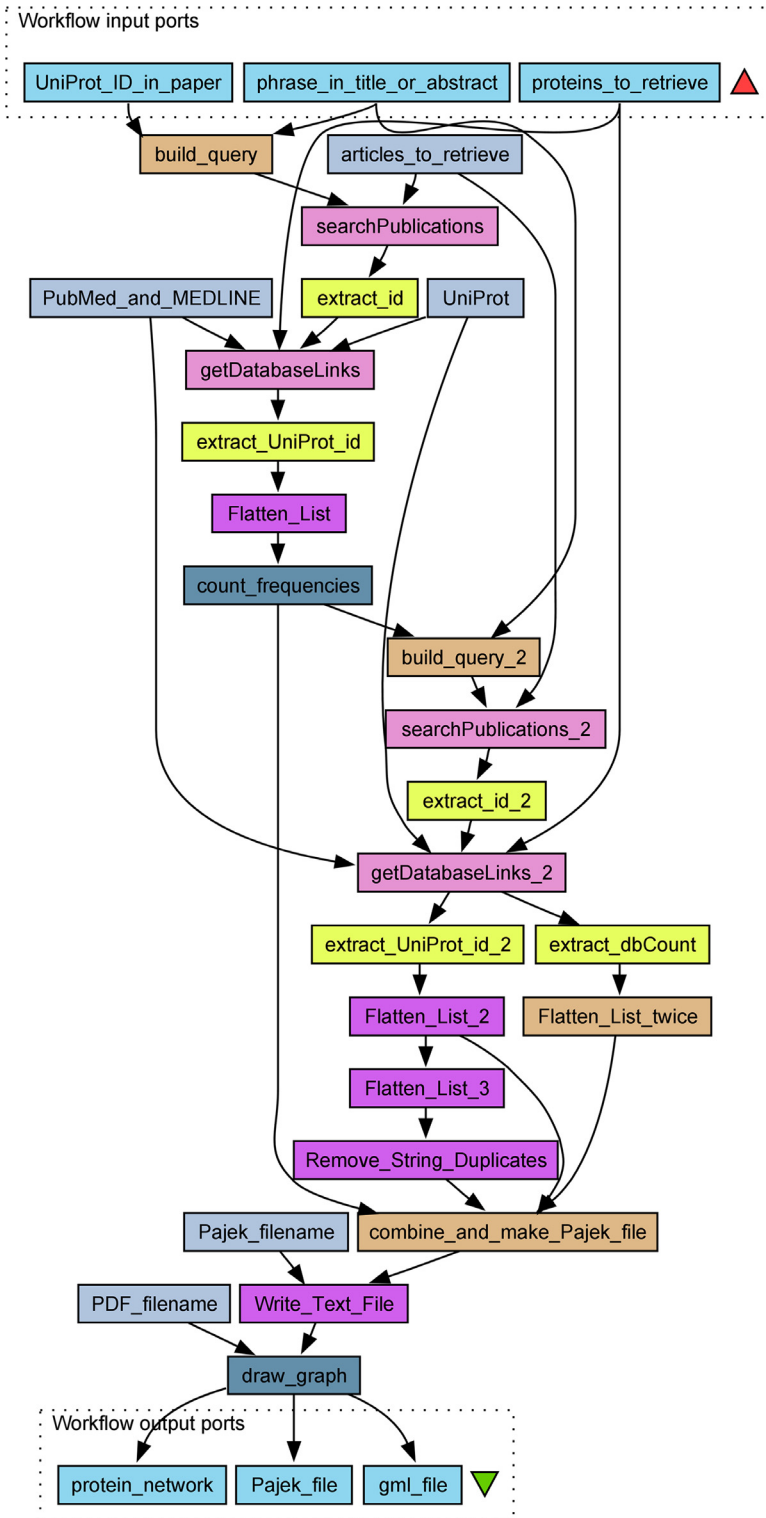 Workflow input ports
UniProt_ID_in_paper
phrase_in_title_or_abstract
proteins_to_retrieve
build_query
articles_to_retrieve
searchPublications
PubMed_and_MEDLINE
extract_id
UniProt
getDatabaseLinks
extract_UniProt_id
Flatten_List
count_frequencies
build_query_2
searchPublications_2
extract_id_2
getDatabaseLinks_2
extract_UniProt_id_2
extract_dbCount
Flatten_List_2
Flatten_List_twice
Flatten_List_3
Remove_String_Duplicates
Pajek_filename
combine_and_make_Pajek_file
PDF_filename
Write_Text_File
draw_graph
Workflow output ports
protein_network
Pajek_file
gml_file